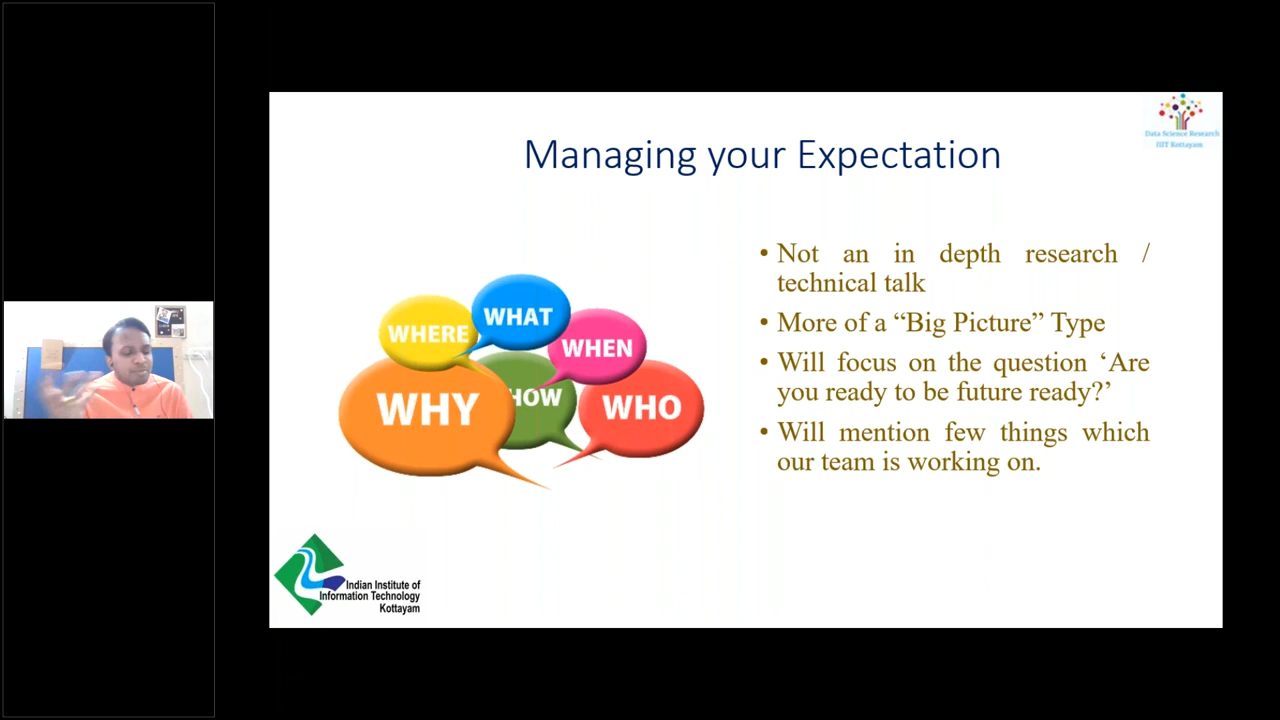 Data Science Research
IIIT Kottayam
Managing your Expectation
WHERE
WHAT
WHEN
WHY
HOW
WHO
• Not an in depth research /
technical talk
• More of a “Big Picture” Type
• Will focus on the question ‘Are
you ready to be future ready?’
• Will mention few things which
our team is working on.
Indian Institute of
Information Technology
Kottayam